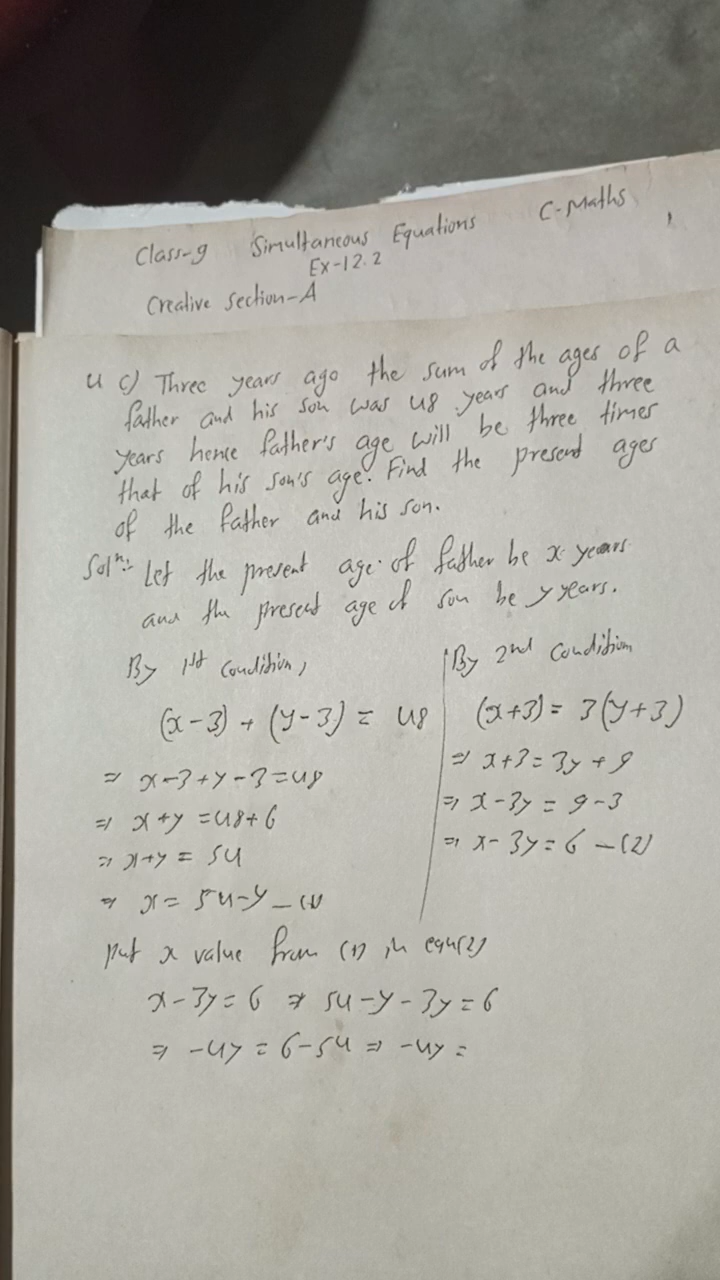 Class-9 Simultaneous Equations C-Maths
Ex-12.2
Creative Section-A
4 c) Three years ago the sum of the ages of a
father and his son was 48 years and three
years hence father's age will be three times
that of his son's age. Find the present ages
of the father and his son.
Solⁿ:- Let the present age of father be x years
and the present age of son be y years.
By 1st condition,
(x-3) + (y-3) = 48
⇒ x-3+y-3=48
⇒ x+y = 48+6
⇒ x+y = 54
⇒ x = 54-y -(1)
By 2nd condition
(x+3) = 3(y+3)
⇒ x+3 = 3y+9
⇒ x-3y = 9-3
⇒ x-3y = 6 -(2)
put x value from (1) in equ(2)
x-3y=6 ⇒ 54-y-3y=6
⇒ -4y = 6-54 ⇒ -4y =